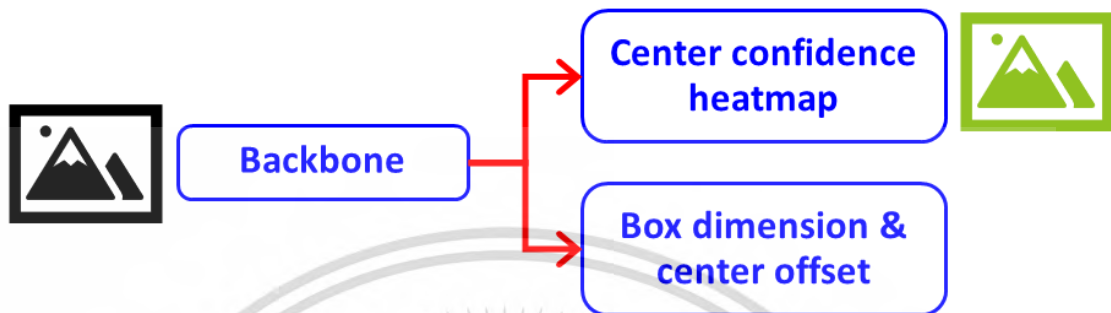 Center confidence
heatmap
Backbone
Box dimension &
center offset